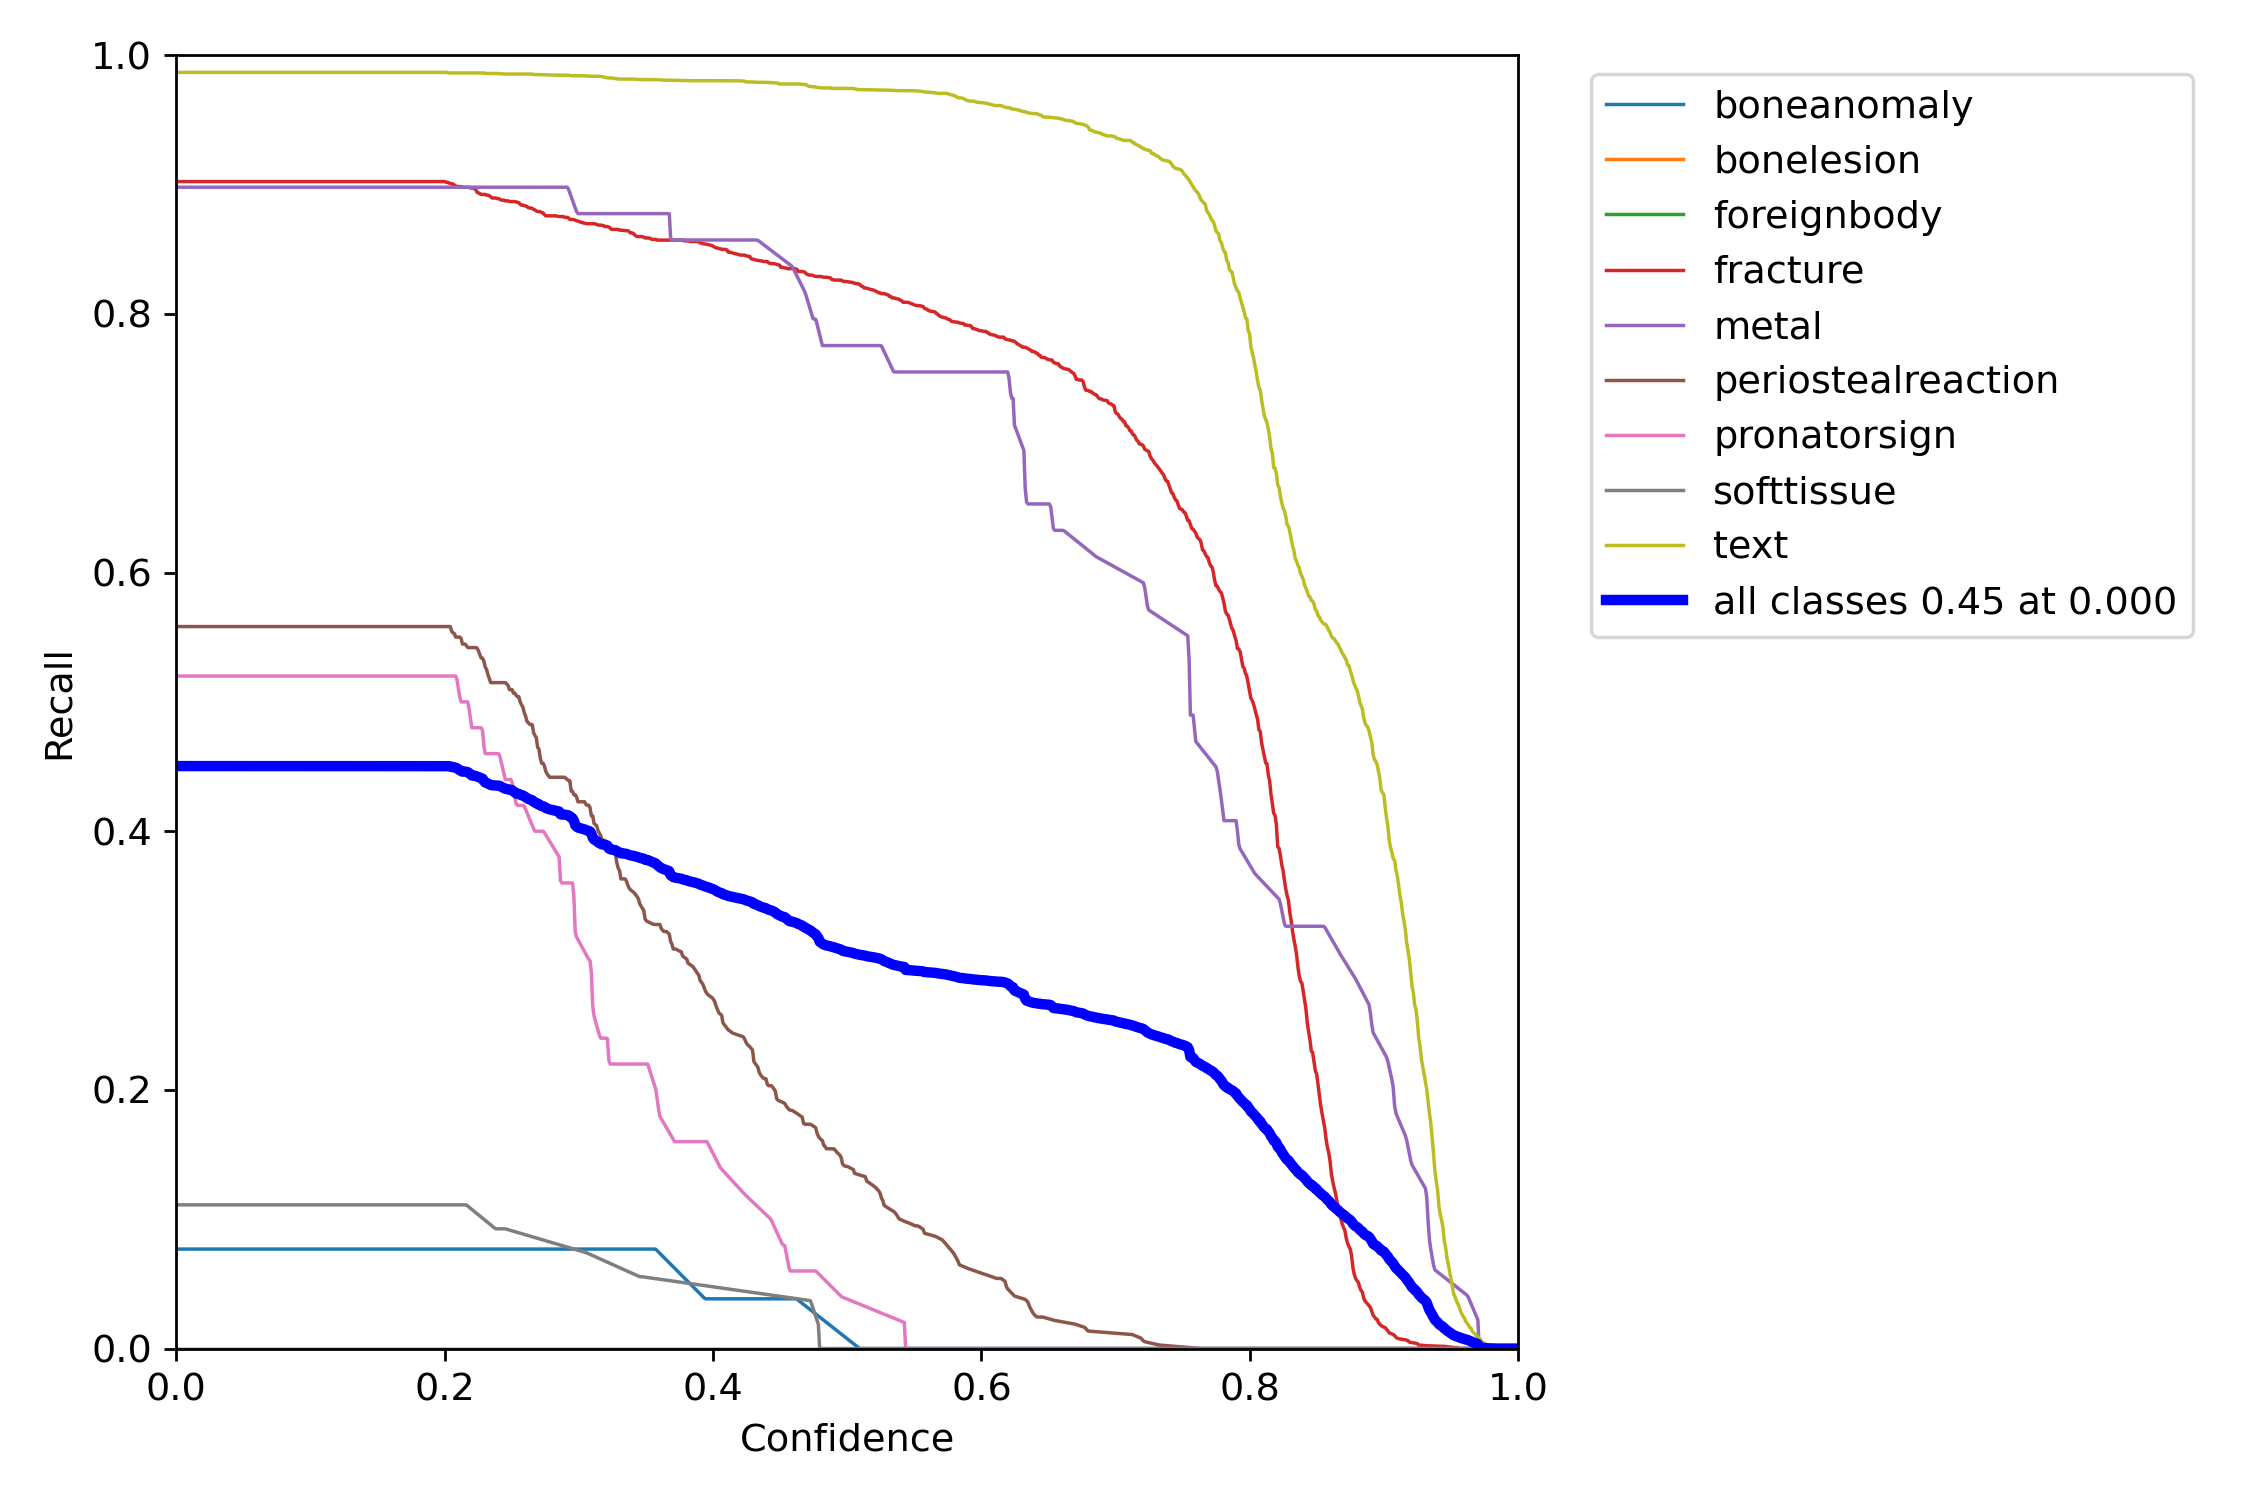 1.0
0.8
0.6
0.4
0.2
0.0
0.0 0.2 0.4 0.6 0.8 1.0
Recall
Confidence
boneanomaly
bonelesion
foreignbody
fracture
metal
periostealreaction
pronatorsign
softtissue
text
all classes 0.45 at 0.000